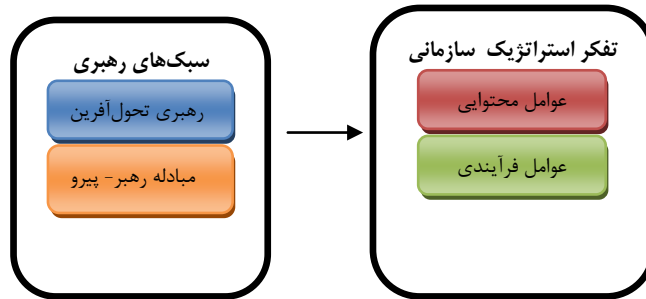 تفکر استراتژیک سازمانی
عوامل محتوایی
عوامل فرآیندی
سبک‌های رهبری
رهبری تحول‌آفرین
مبادله رهبر- پیرو